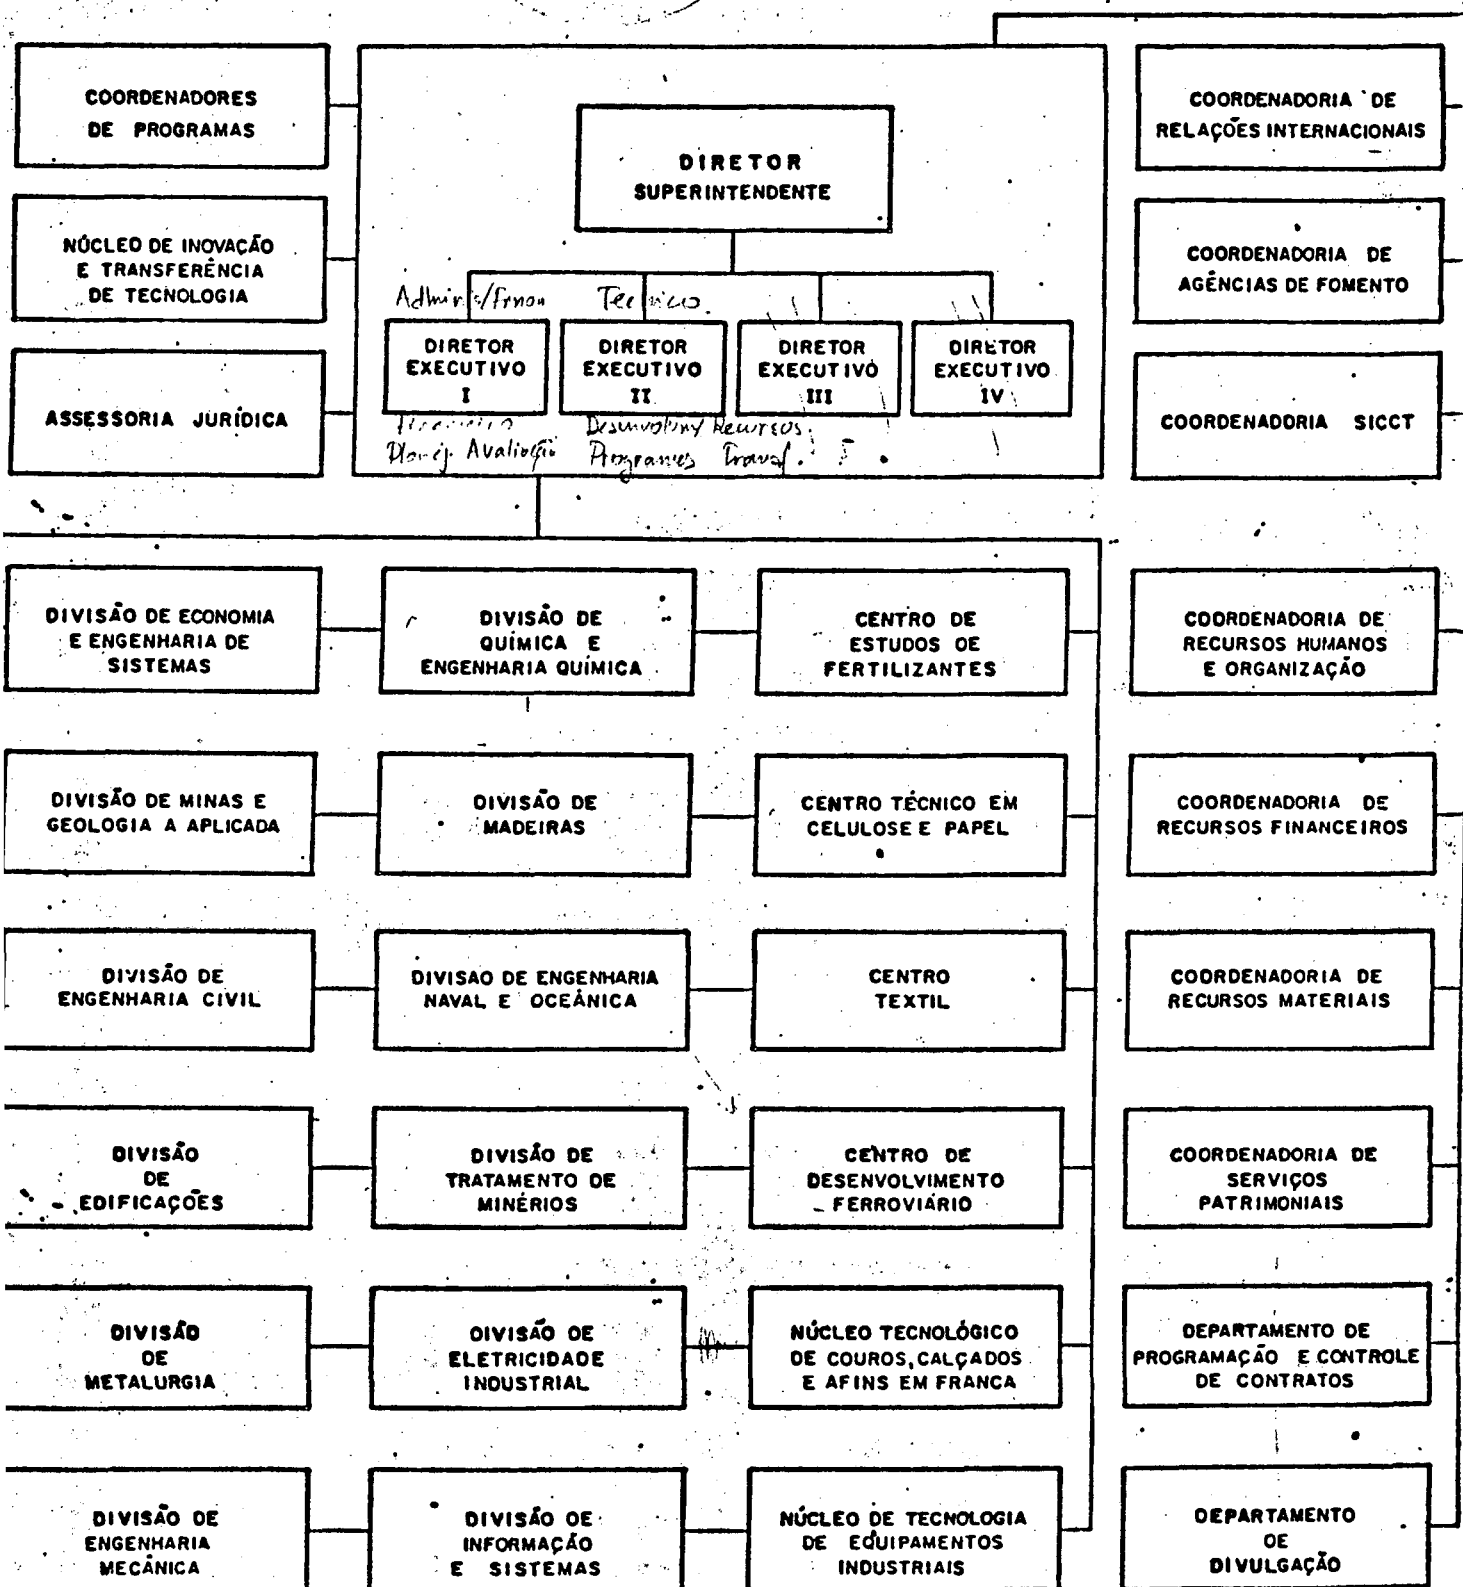 COORDENADORES
DE PROGRAMAS
NÚCLEO DE INOVAÇÃO
E TRANSFERÊNCIA
DE TECNOLOGIA
ASSESSORIA JURÍDICA
DIRETOR
SUPERINTENDENTE
Técnico.
DIRETOR
EXECUTIVO
I
DIRETOR
EXECUTIVO
II
DIRETOR
EXECUTIVO
III
DIRETOR
EXECUTIVO
IV
Recursos.
Planej. Avaliação
Programas
COORDENADORIA DE
RELAÇÕES INTERNACIONAIS
COORDENADORIA DE
AGÊNCIAS DE FOMENTO
COORDENADORIA SICCT
DIVISÃO DE ECONOMIA
E ENGENHARIA DE
SISTEMAS
DIVISÃO DE
QUÍMICA E
ENGENHARIA QUÍMICA
CENTRO DE
ESTUDOS DE
FERTILIZANTES
COORDENADORIA DE
RECURSOS HUMANOS
E ORGANIZAÇÃO
DIVISÃO DE MINAS E
GEOLOGIA A APLICADA
DIVISÃO DE
MADEIRAS
CENTRO TÉCNICO EM
CELULOSE E PAPEL
COORDENADORIA DE
RECURSOS FINANCEIROS
DIVISÃO DE
ENGENHARIA CIVIL
DIVISAO DE ENGENHARIA
NAVAL E OCEÂNICA
CENTRO
TEXTIL
COORDENADORIA DE
RECURSOS MATERIAIS
DIVISÃO
DE
EDIFICAÇÕES
DIVISÃO DE
TRATAMENTO DE
MINÉRIOS
CENTRO DE
DESENVOLVIMENTO
FERROVIÁRIO
COORDENADORIA DE
SERVIÇOS
PATRIMONIAIS
DIVISÃO
DE
METALURGIA
DIVISÃO DE
ELETRICIDADE
INDUSTRIAL
NÚCLEO TECNOLÓGICO
DE COUROS, CALÇADOS
E AFINS EM FRANCA
DEPARTAMENTO DE
PROGRAMAÇÃO E CONTROLE
DE CONTRATOS
DIVISÃO DE
ENGENHARIA
MECÂNICA
DIVISÃO DE
INFORMAÇÃO
E SISTEMAS
NÚCLEO DE TECNOLOGIA
DE EQUIPAMENTOS
INDUSTRIAIS
DEPARTAMENTO
DE
DIVULGAÇÃO